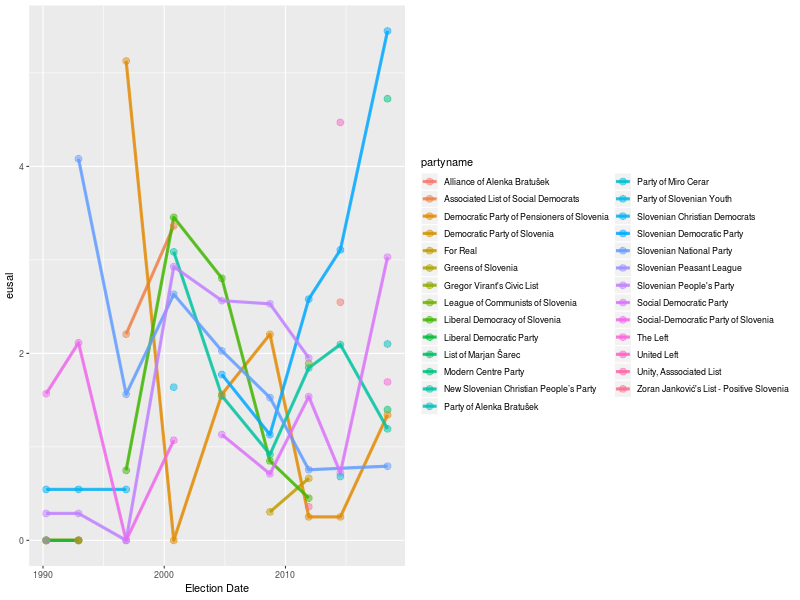 4
2
0
1990
2000
2010
Election Date
eusal
partyname
Alliance of Alenka Bratušek
Associated List of Social Democrats
Democratic Party of Pensioners of Slovenia
Democratic Party of Slovenia
For Real
Greens of Slovenia
Gregor Virant's Civic List
League of Communists of Slovenia
Liberal Democracy of Slovenia
Liberal Democratic Party
List of Marjan Šarec
Modern Centre Party
New Slovenian Christian People's Party
Party of Alenka Bratušek
Party of Miro Cerar
Party of Slovenian Youth
Slovenian Christian Democrats
Slovenian Democratic Party
Slovenian National Party
Slovenian Peasant League
Slovenian People's Party
Social Democratic Party
Social-Democratic Party of Slovenia
The Left
United Left
Unity, Asssociated List
Zoran Janković's List - Positive Slovenia